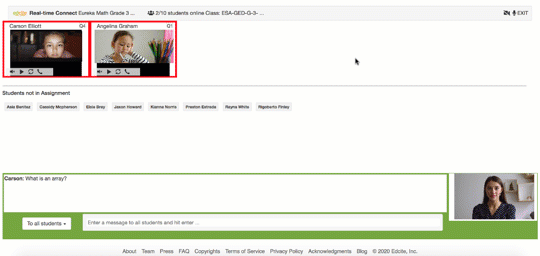 edcite Real-time Connect Eureka Math Grade 3 ... 2/10 students online Class: ESA-GED-G-3- ... EXIT
Carson Elliott G4 Angelina Graham G1
Students not in Assignment
Asia Benitez Cassidy Mcpherson Elisa Bray Jaxon Howard Kianna Norris Preston Estrada Rayna White Rigoberto Finley
Carson: What is an array?
To all students Enter a message to all students and hit enter ...
About Team Press FAQ Copyrights Terms of Service Privacy Policy Acknowledgments Blog © 2020 Edcite, Inc.